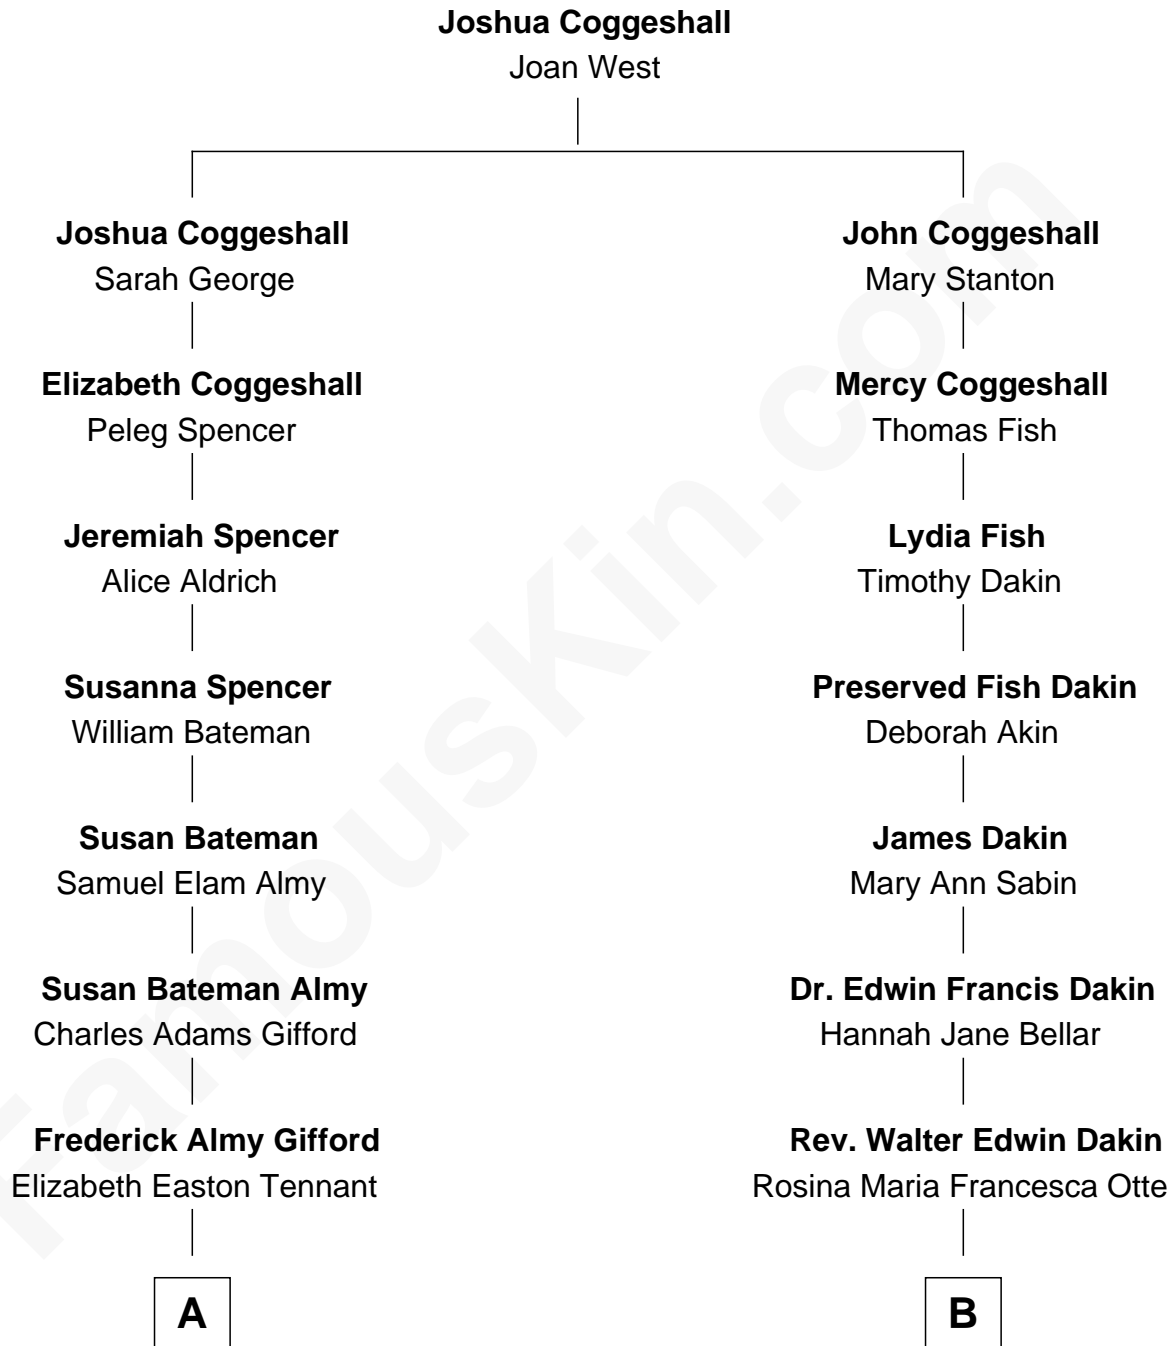 Joshua Coggeshall
Joan West
Joshua Coggeshall
Sarah George
John Coggeshall
Mary Stanton
Elizabeth Coggeshall
Peleg Spencer
Mercy Coggeshall
Thomas Fish
Jeremiah Spencer
Alice Aldrich
Lydia Fish
Timothy Dakin
Susanna Spencer
William Bateman
Preserved Fish Dakin
Deborah Akin
Susan Bateman
Samuel Elam Almy
James Dakin
Mary Ann Sabin
Susan Bateman Almy
Charles Adams Gifford
Dr. Edwin Francis Dakin
Hannah Jane Bellar
Frederick Almy Gifford
Elizabeth Easton Tennant
Rev. Walter Edwin Dakin
Rosina Maria Francesca Otte
A
B
FamousKin.com